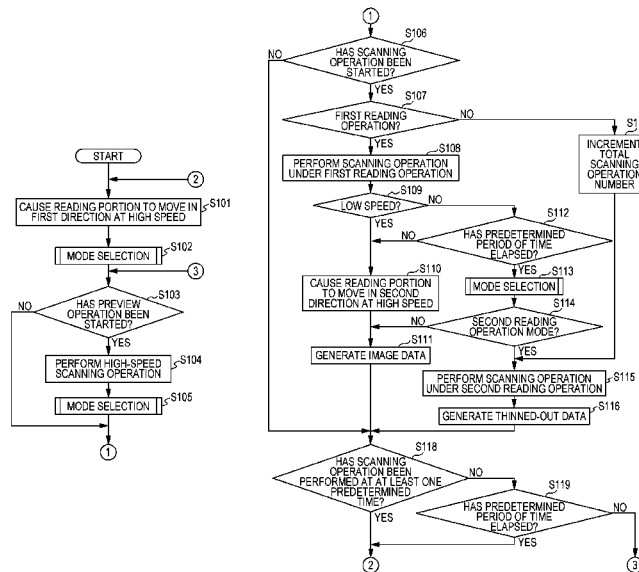 START
2
CAUSE READING PORTION TO MOVE IN
FIRST DIRECTION AT HIGH SPEED
S101
MODE SELECTION
S102
3
HAS PREVIEW
OPERATION BEEN
STARTED?
S103
NO
YES
PERFORM HIGH-SPEED
SCANNING OPERATION
S104
MODE SELECTION
S105
1
1
HAS SCANNING
OPERATION BEEN
STARTED?
S106
NO
YES
FIRST READING
OPERATION?
S107
NO
YES
PERFORM SCANNING OPERATION
UNDER FIRST READING OPERATION
S108
INCREMENT
TOTAL
SCANNING
OPERATION
NUMBER
LOW SPEED?
S109
NO
YES
HAS PREDETERMINED
PERIOD OF TIME
ELAPSED?
S112
NO
YES
CAUSE READING PORTION
TO MOVE IN SECOND
DIRECTION AT HIGH SPEED
S110
MODE SELECTION
S113
SECOND READING
OPERATION MODE?
S114
NO
YES
GENERATE IMAGE DATA
S111
PERFORM SCANNING OPERATION
UNDER SECOND READING OPERATION
S115
GENERATE THINNED-OUT DATA
S116
HAS SCANNING
OPERATION BEEN
PERFORMED AT AT LEAST ONE
PREDETERMINED
TIME?
S118
NO
YES
HAS PREDETERMINED
PERIOD OF TIME
ELAPSED?
S119
NO
YES
2
3